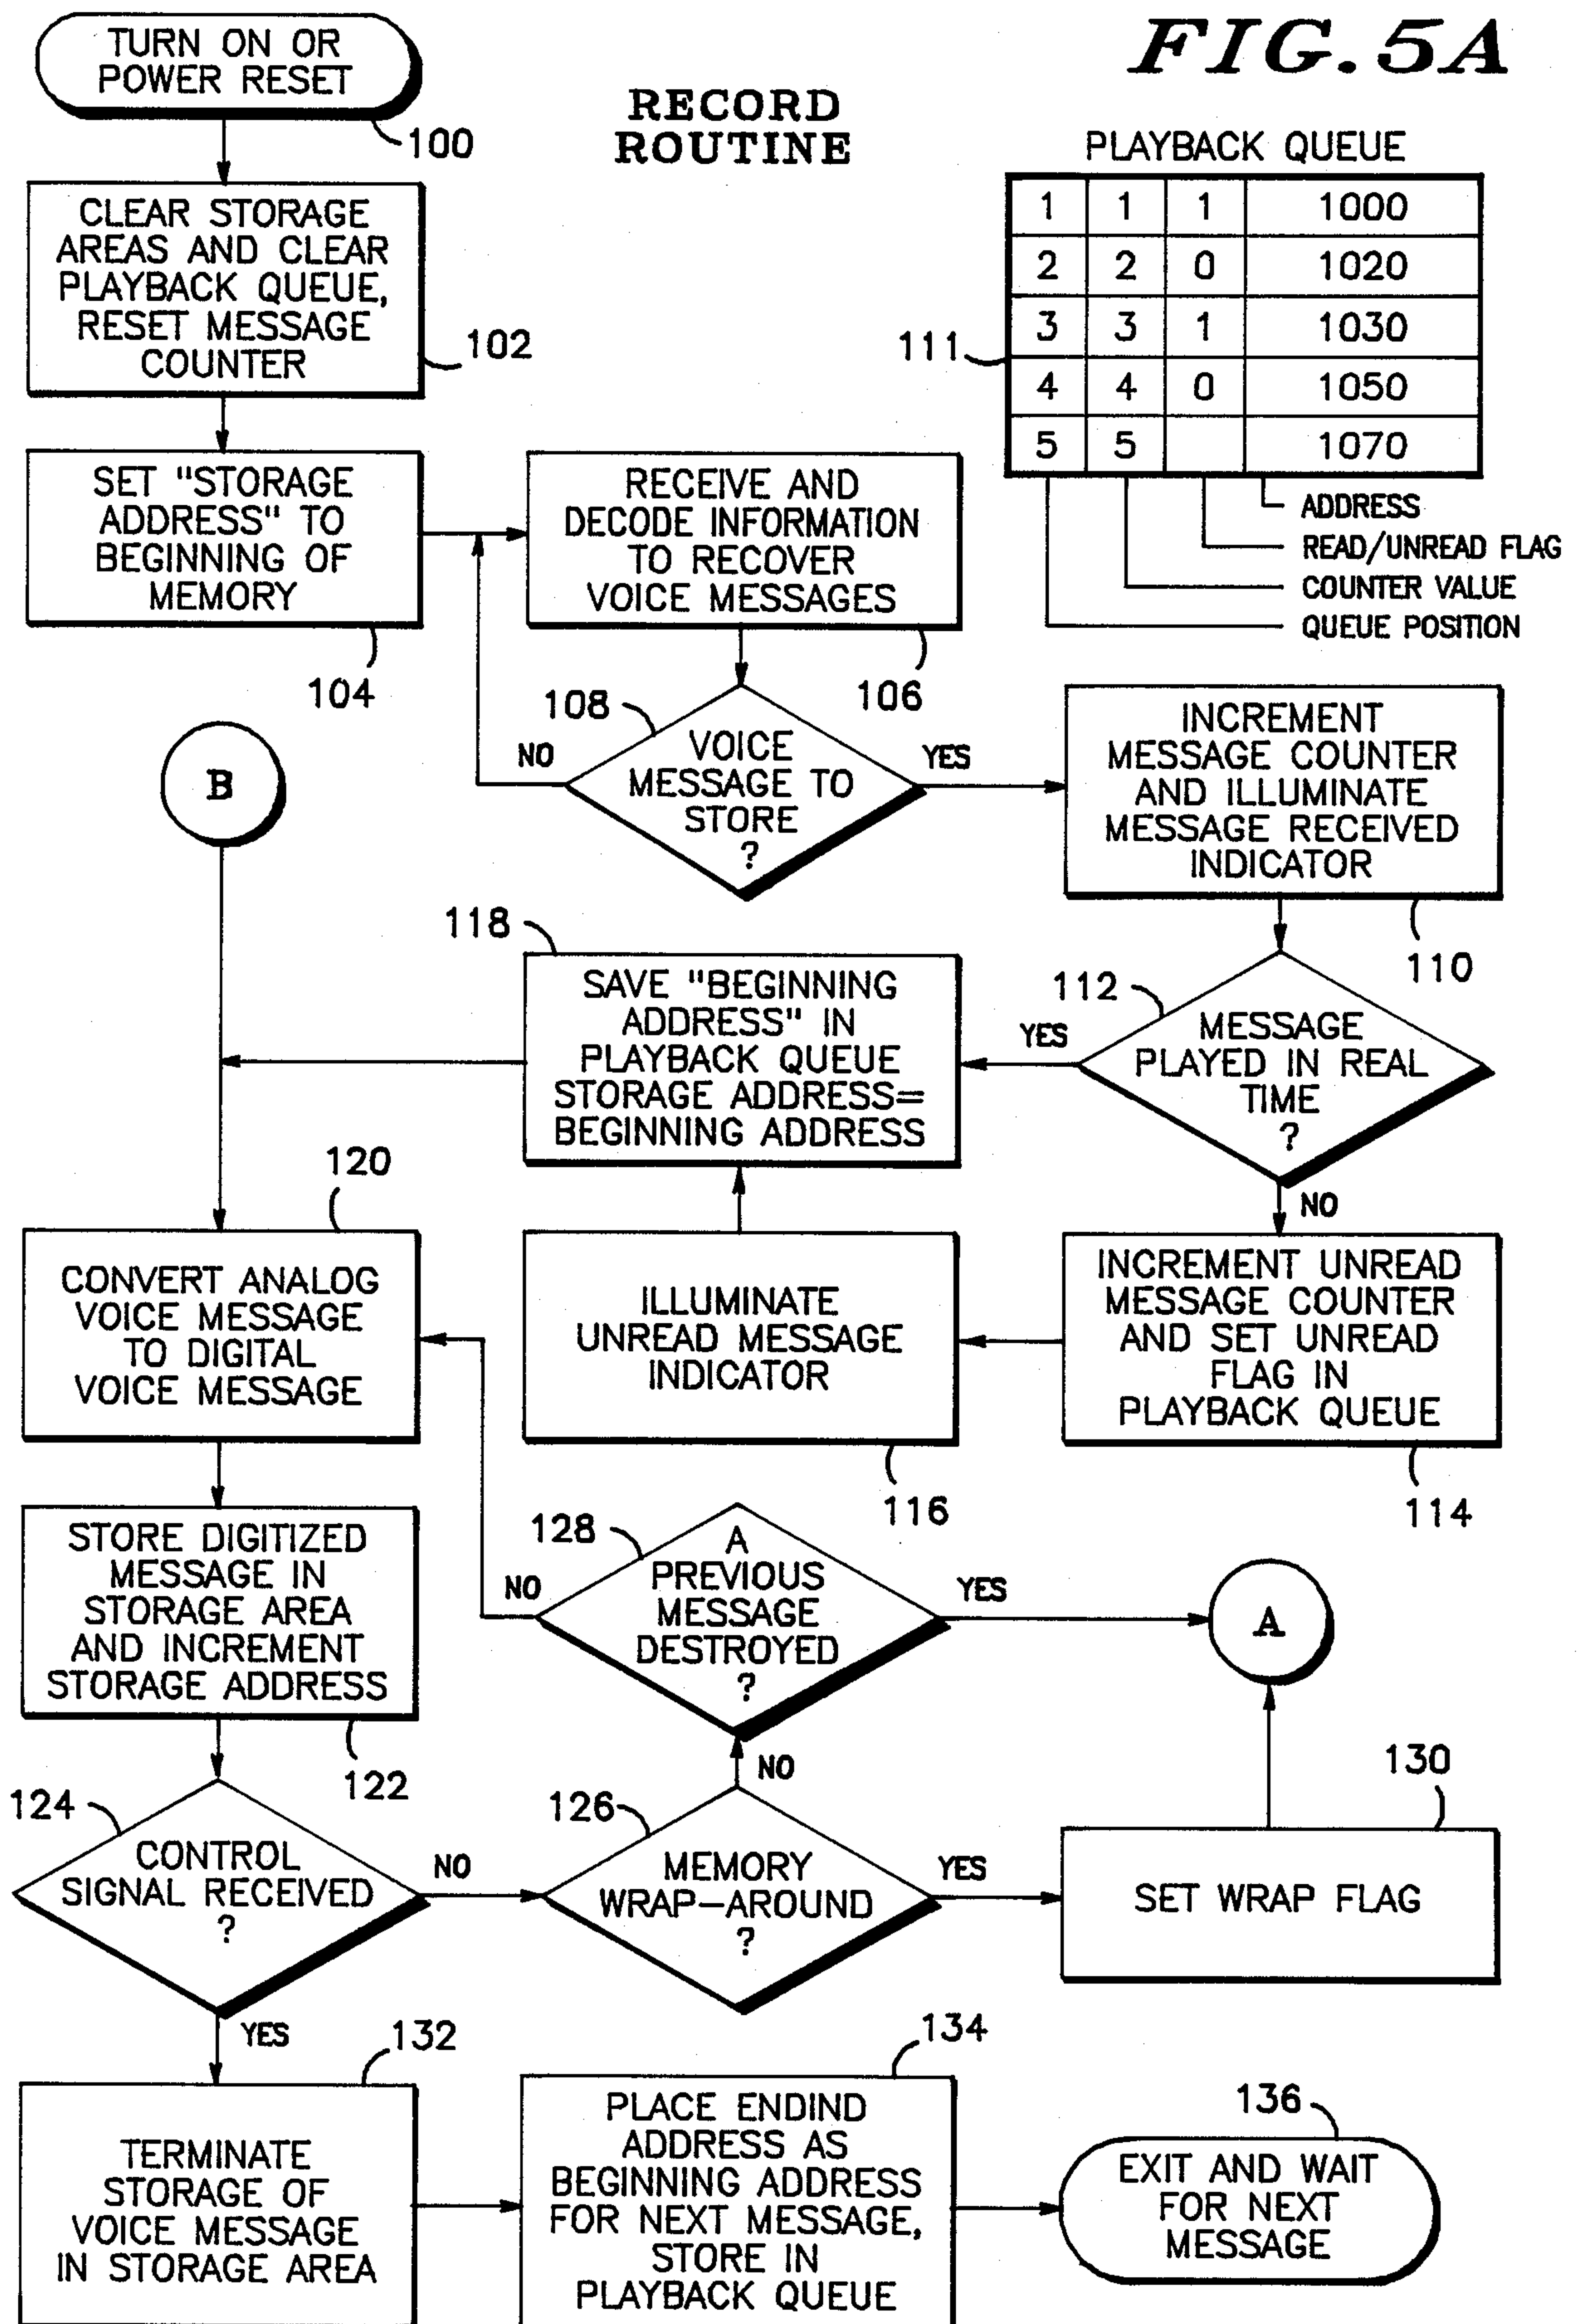 FIG. 5A
RECORD
ROUTINE
TURN ON OR
POWER RESET
100
CLEAR STORAGE
AREAS AND CLEAR
PLAYBACK QUEUE,
RESET MESSAGE
COUNTER
102
PLAYBACK QUEUE
1 1 1 1000
2 2 0 1020
3 3 1 1030
4 4 0 1050
5 5 1070
111
ADDRESS
READ/UNREAD FLAG
COUNTER VALUE
QUEUE POSITION
SET "STORAGE
ADDRESS" TO
BEGINNING OF
MEMORY
104
RECEIVE AND
DECODE INFORMATION
TO RECOVER
VOICE MESSAGES
106
108
VOICE
MESSAGE TO
STORE
?
NO
YES
INCREMENT
MESSAGE COUNTER
AND ILLUMINATE
MESSAGE RECEIVED
INDICATOR
110
B
112
MESSAGE
PLAYED IN REAL
TIME
?
YES
NO
118
SAVE "BEGINNING
ADDRESS" IN
PLAYBACK QUEUE
STORAGE ADDRESS=
BEGINNING ADDRESS
INCREMENT UNREAD
MESSAGE COUNTER
AND SET UNREAD
FLAG IN
PLAYBACK QUEUE
114
ILLUMINATE
UNREAD MESSAGE
INDICATOR
116
120
CONVERT ANALOG
VOICE MESSAGE
TO DIGITAL
VOICE MESSAGE
STORE DIGITIZED
MESSAGE IN
STORAGE AREA
AND INCREMENT
STORAGE ADDRESS
122
128
A
PREVIOUS
MESSAGE
DESTROYED
?
NO
YES
A
124
CONTROL
SIGNAL RECEIVED
?
NO
YES
126
MEMORY
WRAP-AROUND
?
NO
YES
130
SET WRAP FLAG
132
TERMINATE
STORAGE OF
VOICE MESSAGE
IN STORAGE AREA
134
PLACE ENDIND
ADDRESS AS
BEGINNING ADDRESS
FOR NEXT MESSAGE,
STORE IN
PLAYBACK QUEUE
136
EXIT AND WAIT
FOR NEXT
MESSAGE